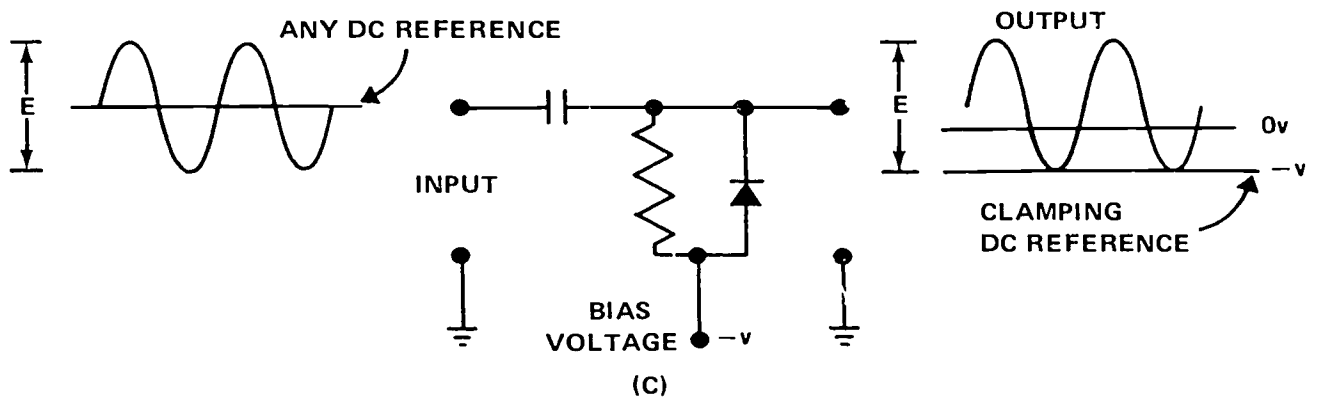 ANY DC REFERENCE
E
INPUT
BIAS
VOLTAGE
–v
OUTPUT
E
0v
–v
CLAMPING
DC REFERENCE
(C)